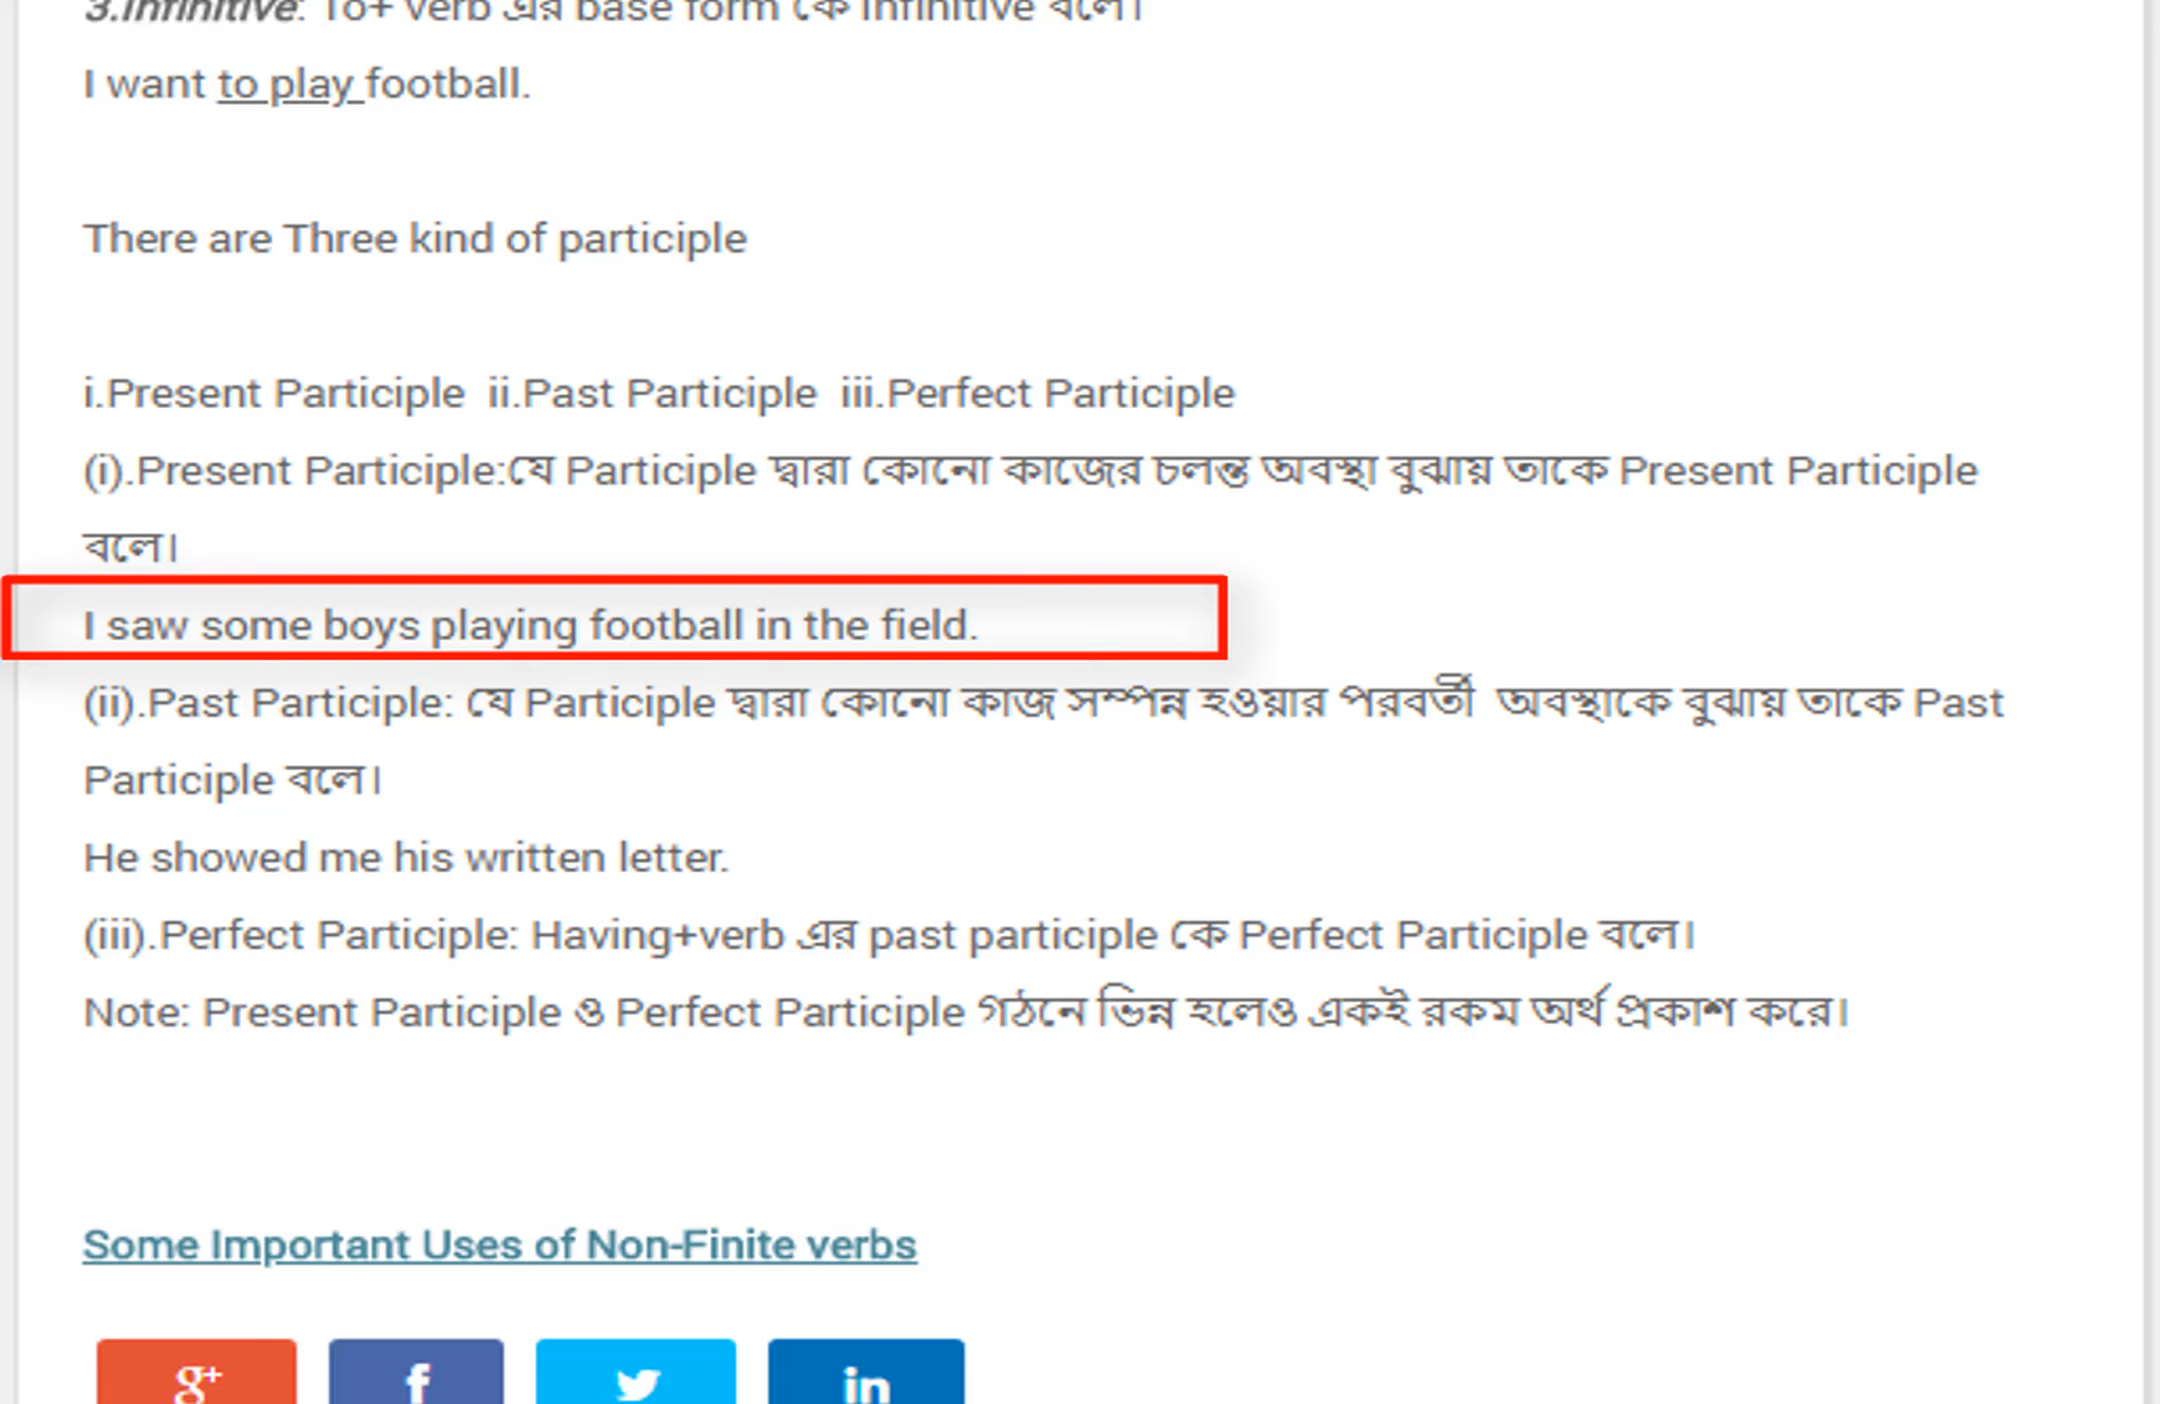 3.Infinitive: To+ verb এর base form কে Infinitive বলে।
I want to play football.
There are Three kind of participle
i.Present Participle ii.Past Participle iii.Perfect Participle
(i).Present Participle:যে Participle দ্বারা কোনো কাজের চলন্ত অবস্থা বুঝায় তাকে Present Participle
বলে।
I saw some boys playing football in the field.
(ii).Past Participle: যে Participle দ্বারা কোনো কাজ সম্পন্ন হওয়ার পরবর্তী অবস্থাকে বুঝায় তাকে Past
Participle বলে।
He showed me his written letter.
(iii).Perfect Participle: Having+verb এর past participle কে Perfect Participle বলে।
Note: Present Participle ও Perfect Participle গঠনে ভিন্ন হলেও একই রকম অর্থ প্রকাশ করে।
Some Important Uses of Non-Finite verbs
g+ f in